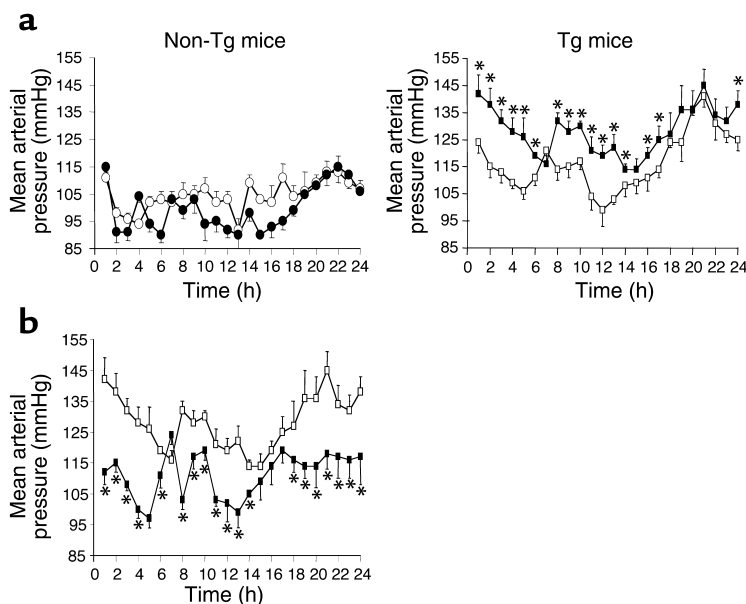 a
Non-Tg mice
Mean arterial
pressure (mmHg)
155
145
135
125
115
105
95
85
0 2 4 6 8 10 12 14 16 18 20 22 24
Time (h)
Tg mice
Mean arterial
pressure (mmHg)
155
145
135
125
115
105
95
85
* * * * * * * * * * * * * * * * *
0 2 4 6 8 10 12 14 16 18 20 22 24
Time (h)
b
Mean arterial
pressure (mmHg)
155
145
135
125
115
105
95
85
* * * * * * * * * * * * * * * * * * *
0 2 4 6 8 10 12 14 16 18 20 22 24
Time (h)